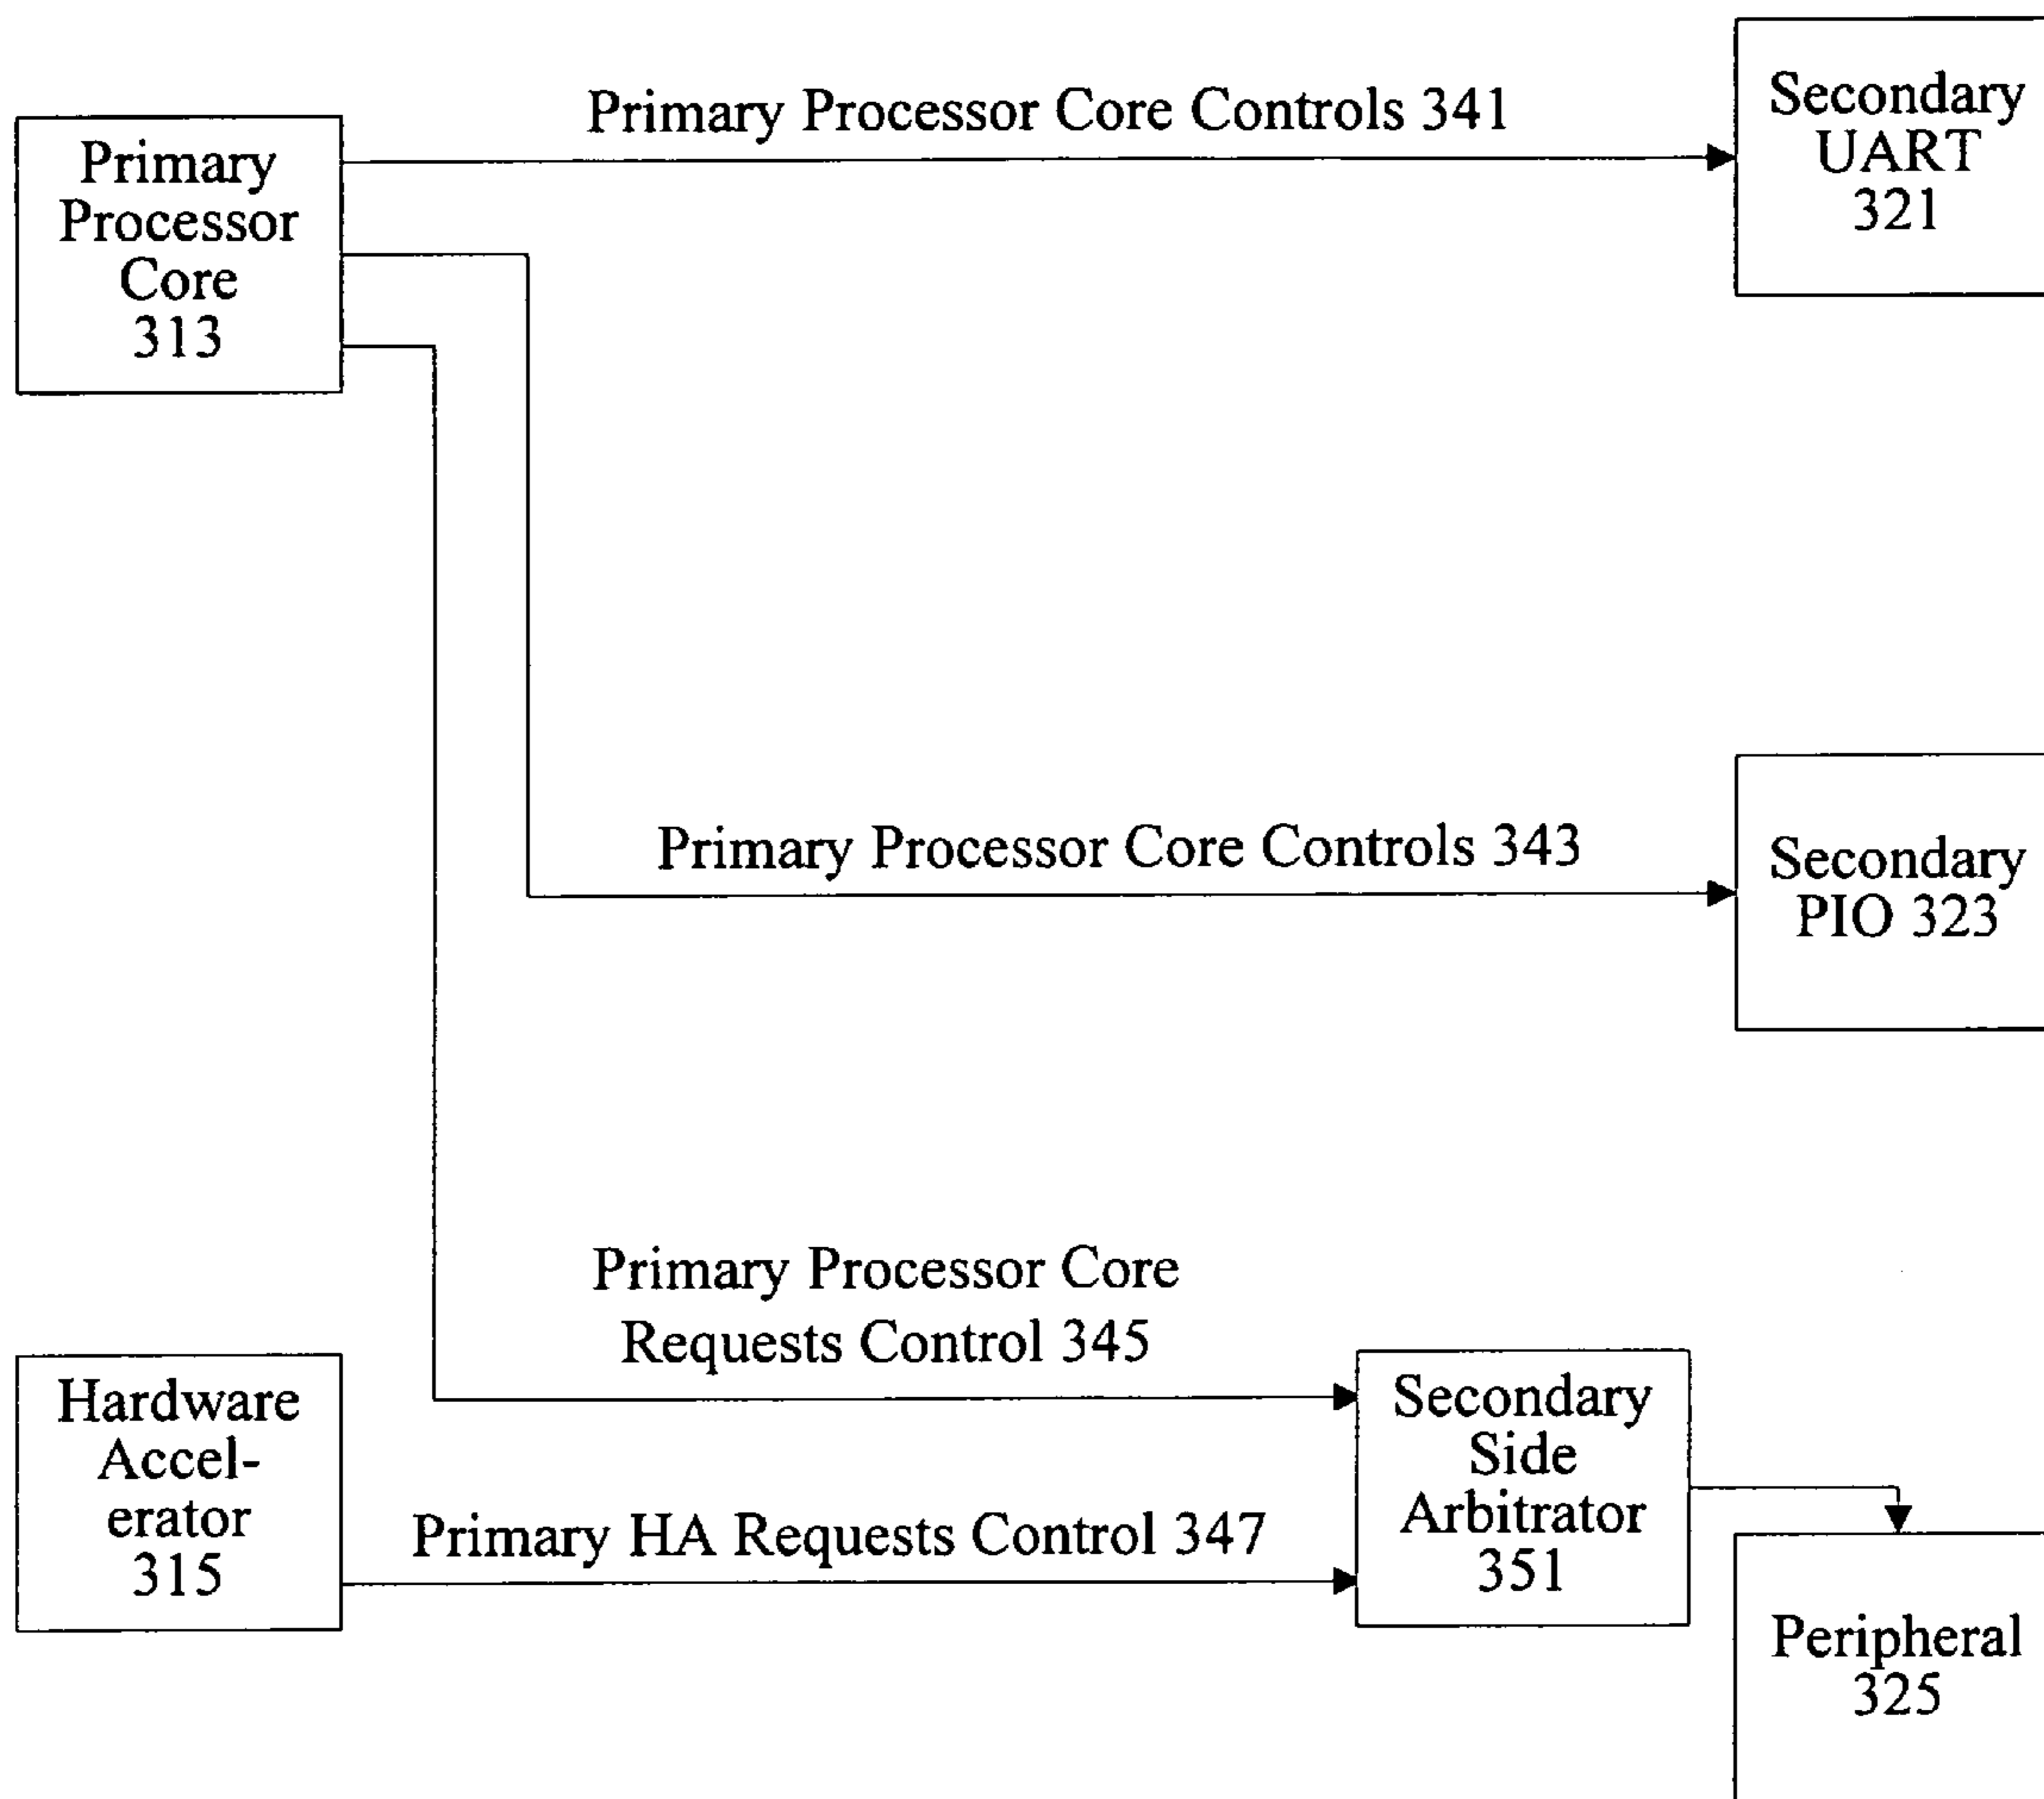 Primary Processor Core Controls 341
Secondary
UART
321
Primary
Processor
Core
313
Primary Processor Core Controls 343
Secondary
PIO 323
Primary Processor Core
Requests Control 345
Hardware
Accel-
erator
315
Primary HA Requests Control 347
Secondary
Side
Arbitrator
351
Peripheral
325